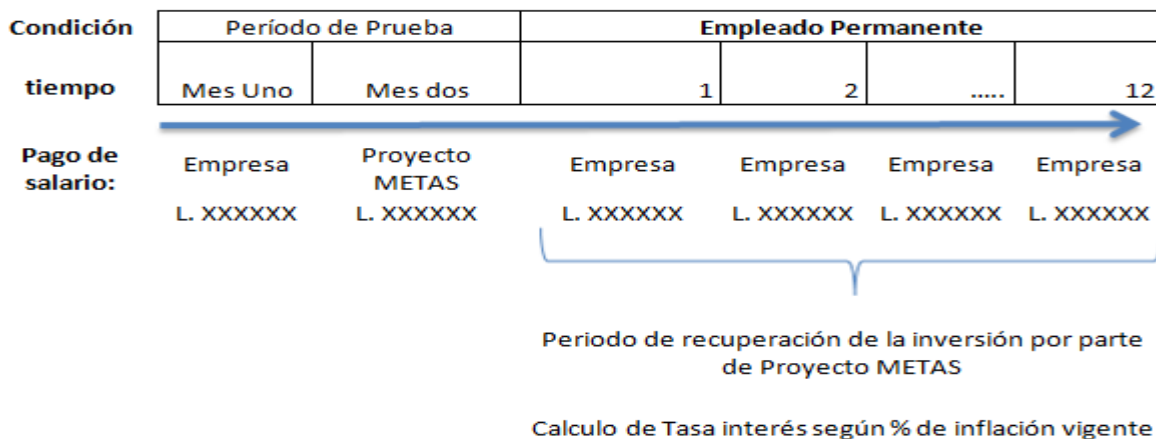 Condición Período de Prueba Empleado Permanente
tiempo Mes Uno Mes dos 1 2 ..... 12
Pago de salario: Empresa Proyecto METAS Empresa Empresa Empresa Empresa
L. XXXXXX L. XXXXXX L. XXXXXX L. XXXXXX L. XXXXXX L. XXXXXX
Periodo de recuperación de la inversión por parte
de Proyecto METAS
Calculo de Tasa interés según % de inflación vigente